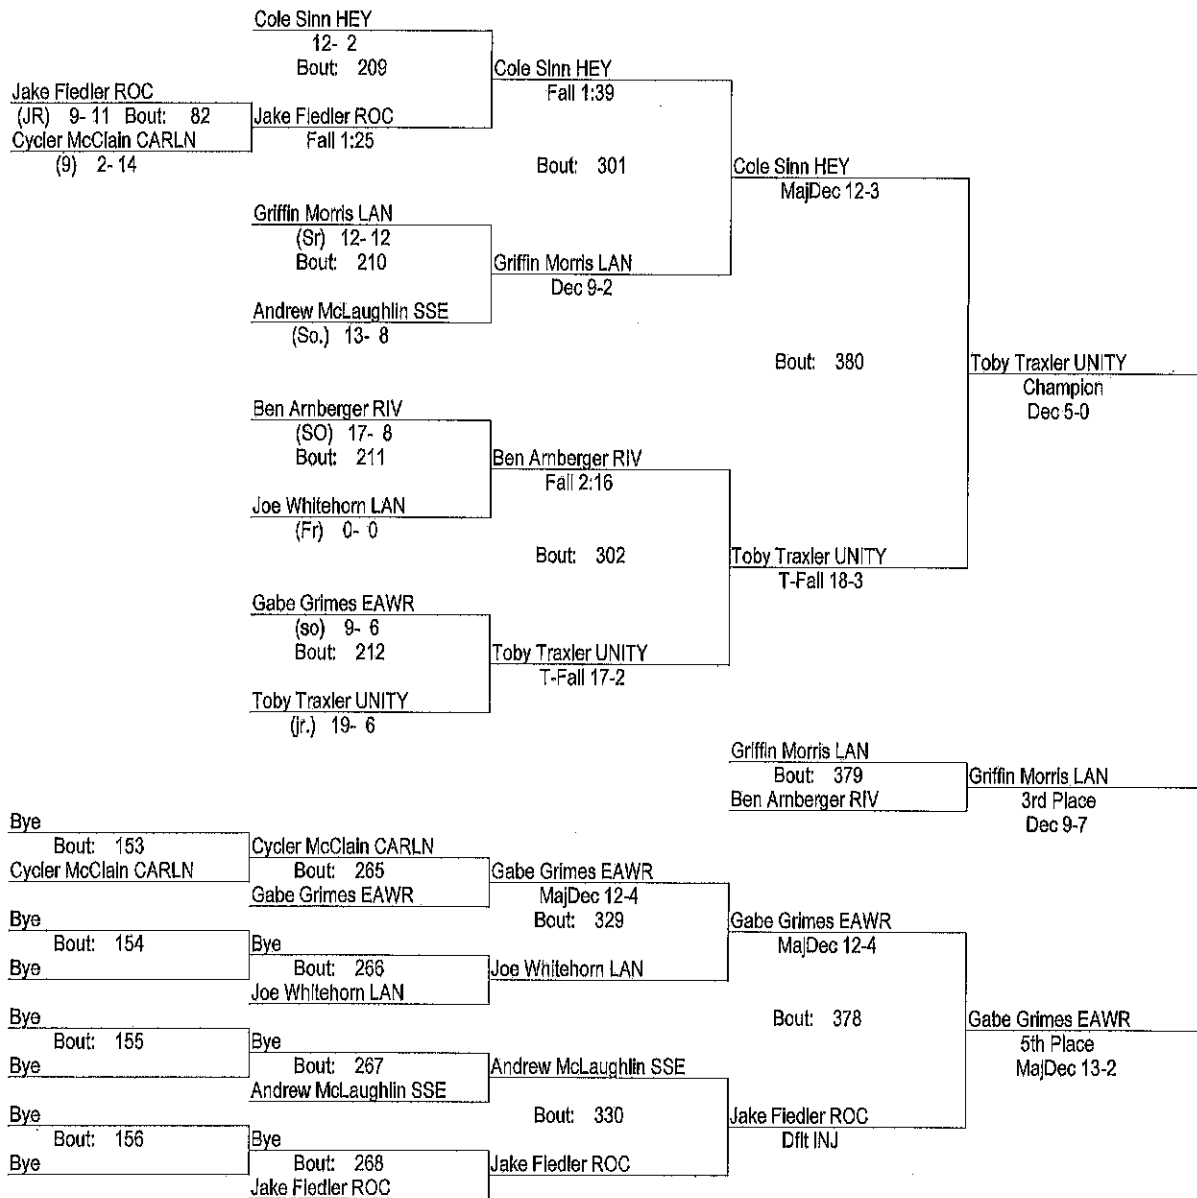 Cole Sinn HEY
12- 2
Bout: 209
Cole Sinn HEY
Fall 1:39
Jake Fiedler ROC
(JR) 9- 11 Bout: 82
Jake Fiedler ROC
Fall 1:25
Cycler McClain CARLN
(9) 2- 14
Bout: 301
Cole Sinn HEY
MajDec 12-3
Griffin Morris LAN
(Sr) 12- 12
Bout: 210
Griffin Morris LAN
Dec 9-2
Andrew McLaughlin SSE
(So.) 13- 8
Bout: 380
Toby Traxler UNITY
Champion
Dec 5-0
Ben Arnberger RIV
(SO) 17- 8
Bout: 211
Ben Arnberger RIV
Fall 2:16
Joe Whitehorn LAN
(Fr) 0- 0
Bout: 302
Toby Traxler UNITY
T-Fall 18-3
Gabe Grimes EAWR
(so) 9- 6
Bout: 212
Toby Traxler UNITY
T-Fall 17-2
Toby Traxler UNITY
(jr.) 19- 6
Griffin Morris LAN
Bout: 379
Griffin Morris LAN
Ben Arnberger RIV
3rd Place
Dec 9-7
Bye
Bout: 153
Cycler McClain CARLN
Cycler McClain CARLN
Bout: 265
Gabe Grimes EAWR
Gabe Grimes EAWR
MajDec 12-4
Bout: 329
Bye
Bout: 154
Bye
Bye
Bout: 266
Joe Whitehorn LAN
Joe Whitehorn LAN
Gabe Grimes EAWR
MajDec 12-4
Bout: 378
Gabe Grimes EAWR
5th Place
MajDec 13-2
Bye
Bout: 155
Bye
Bye
Bout: 267
Andrew McLaughlin SSE
Andrew McLaughlin SSE
Bout: 330
Jake Fiedler ROC
Dflt INJ
Bye
Bout: 156
Bye
Bye
Bout: 268
Jake Fiedler ROC
Jake Fiedler ROC